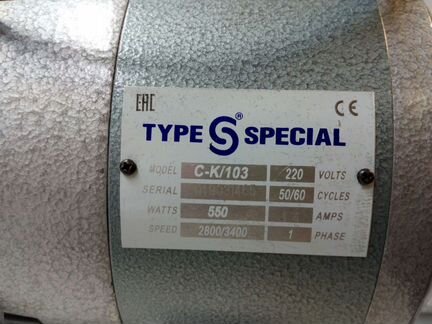 EAC CE
TYPE S® SPECIAL
MODEL C-K/103 220 VOLTS
SERIAL 50/60 CYCLES
WATTS 550 AMPS
SPEED 2800/3400 1 PHASE